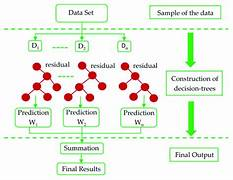 Data Set
Sample of the data
D1
D2
Dn
residual
residual
residual
Construction of
decision-trees
Prediction
W1
Prediction
W2
Prediction
Wn
Summation
Final Output
Final Results